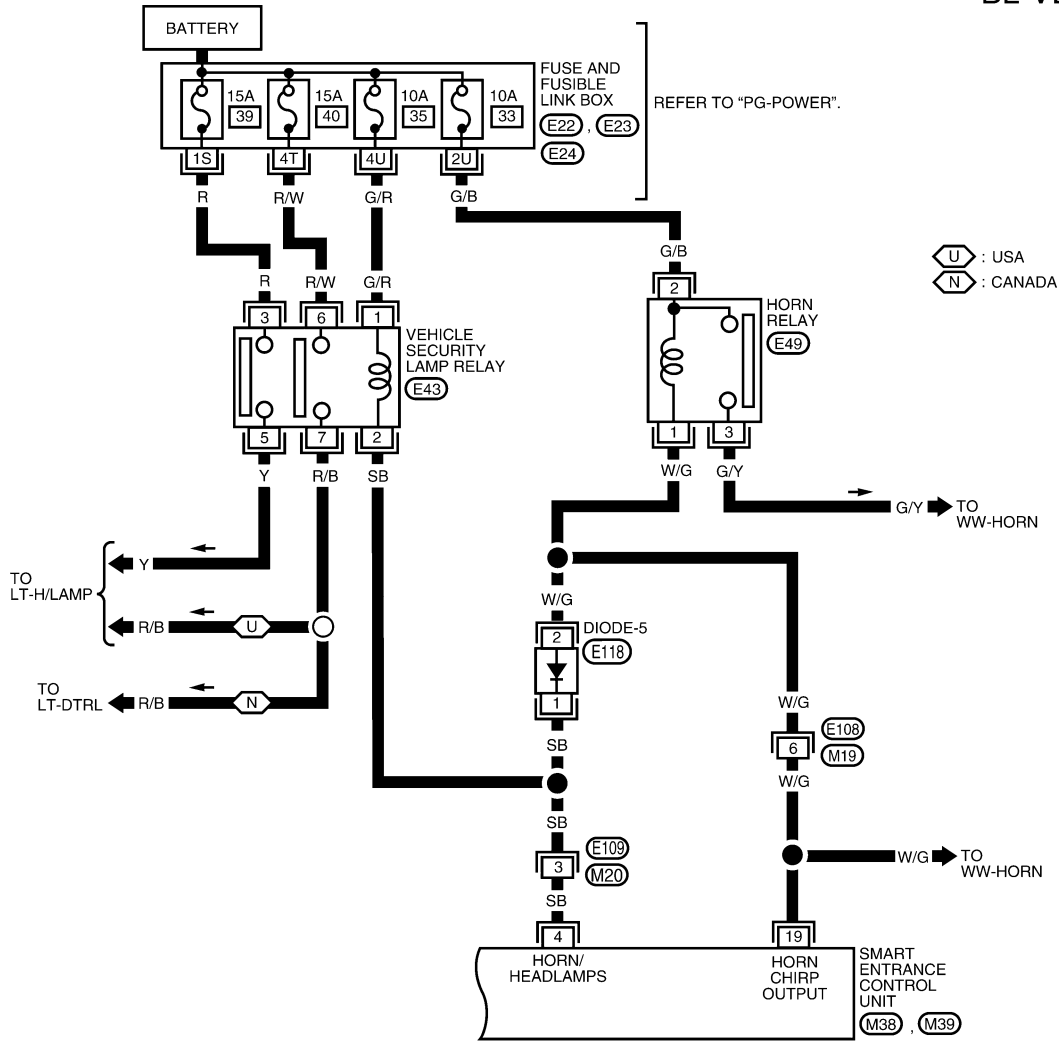 BATTERY
15A
39
15A
40
10A
35
10A
33
FUSE AND
FUSIBLE
LINK BOX
E22 , E23
E24
REFER TO “PG-POWER”.
1S
4T
4U
2U
R
R/W
G/R
G/B
G/B
R
R/W
G/R
U : USA
N : CANADA
3
6
1
2
VEHICLE
SECURITY
LAMP RELAY
E43
HORN
RELAY
E49
5
7
2
1
3
Y
R/B
SB
W/G
G/Y
G/Y
TO
WW-HORN
TO
LT-H/LAMP
Y
R/B
U
TO
LT-DTRL
R/B
N
W/G
2
DIODE-5
E118
1
SB
W/G
6
E108
M19
W/G
SB
3
E109
M20
SB
W/G
TO
WW-HORN
4
19
HORN/
HEADLAMPS
HORN
CHIRP
OUTPUT
SMART
ENTRANCE
CONTROL
UNIT
M38 , M39